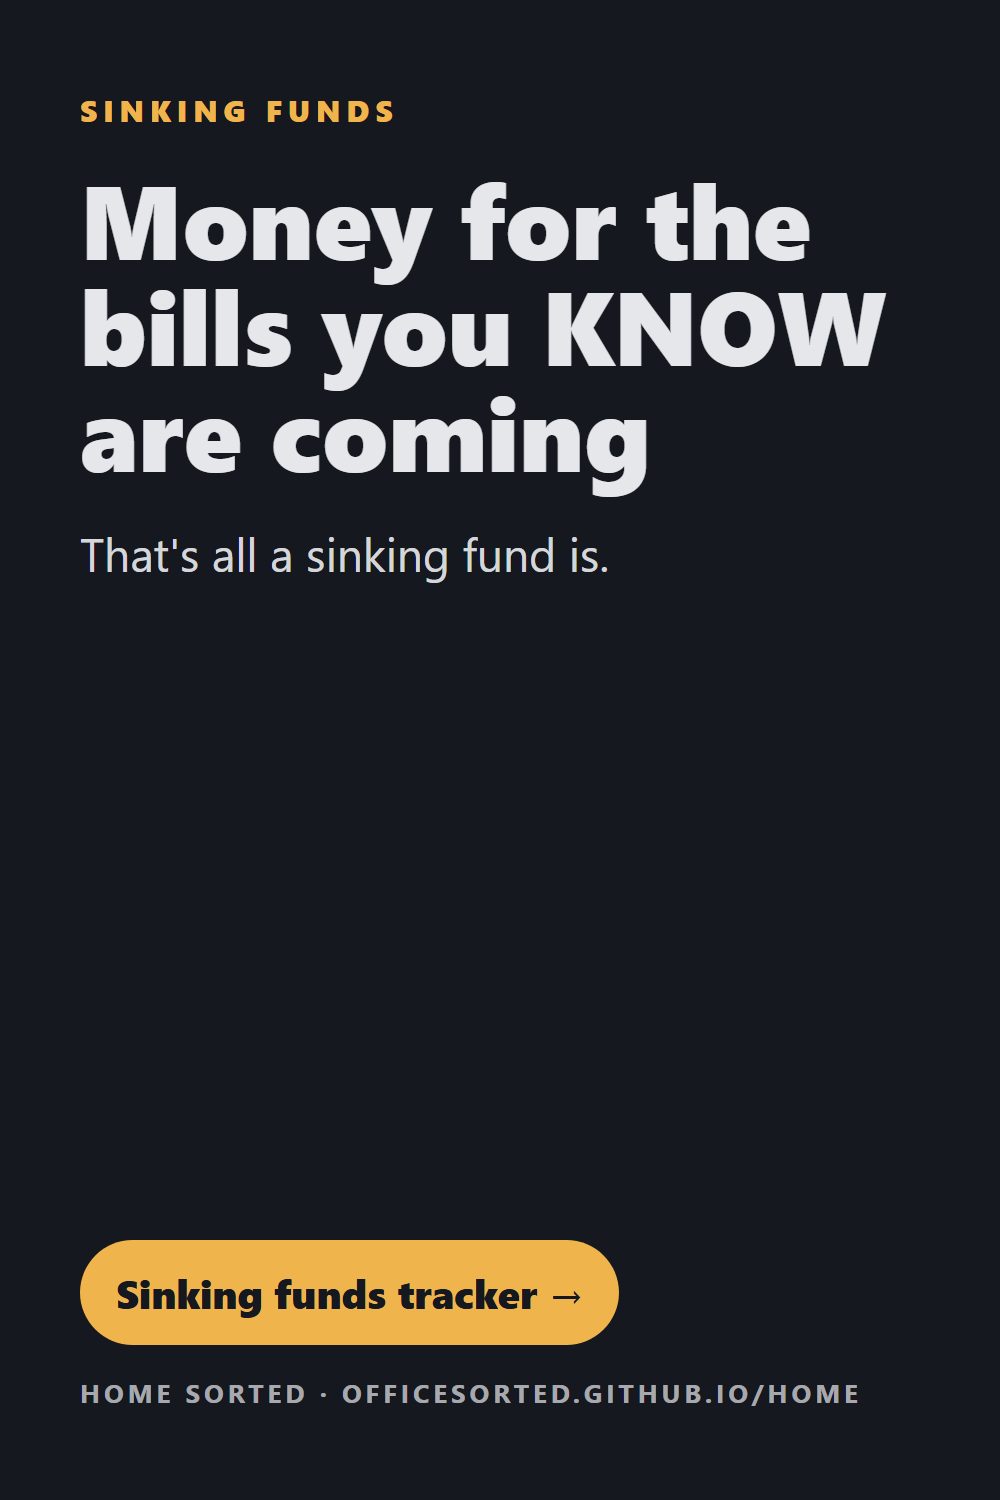 SINKING FUNDS
Money for the
bills you KNOW
are coming
That's all a sinking fund is.
Sinking funds tracker →
HOME SORTED · OFFICESORTED.GITHUB.IO/HOME